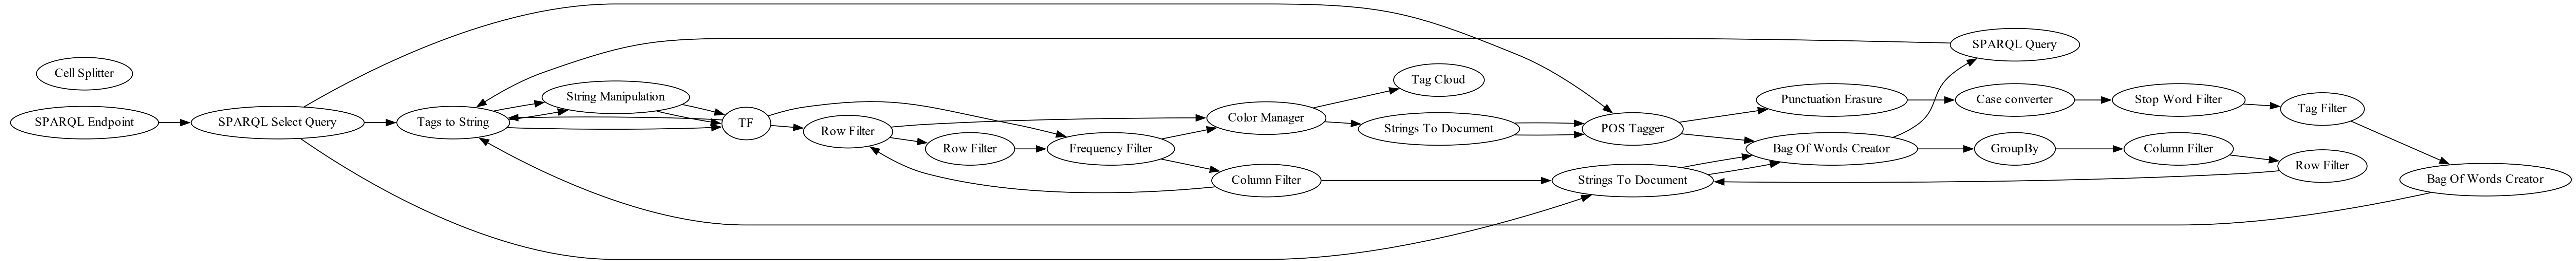 Cell Splitter
SPARQL Endpoint
SPARQL Select Query
Tags to String
String Manipulation
TF
Row Filter
Row Filter
Frequency Filter
Color Manager
Column Filter
Tag Cloud
Strings To Document
POS Tagger
Strings To Document
Punctuation Erasure
Bag Of Words Creator
SPARQL Query
Case converter
GroupBy
Stop Word Filter
Column Filter
Tag Filter
Row Filter
Bag Of Words Creator